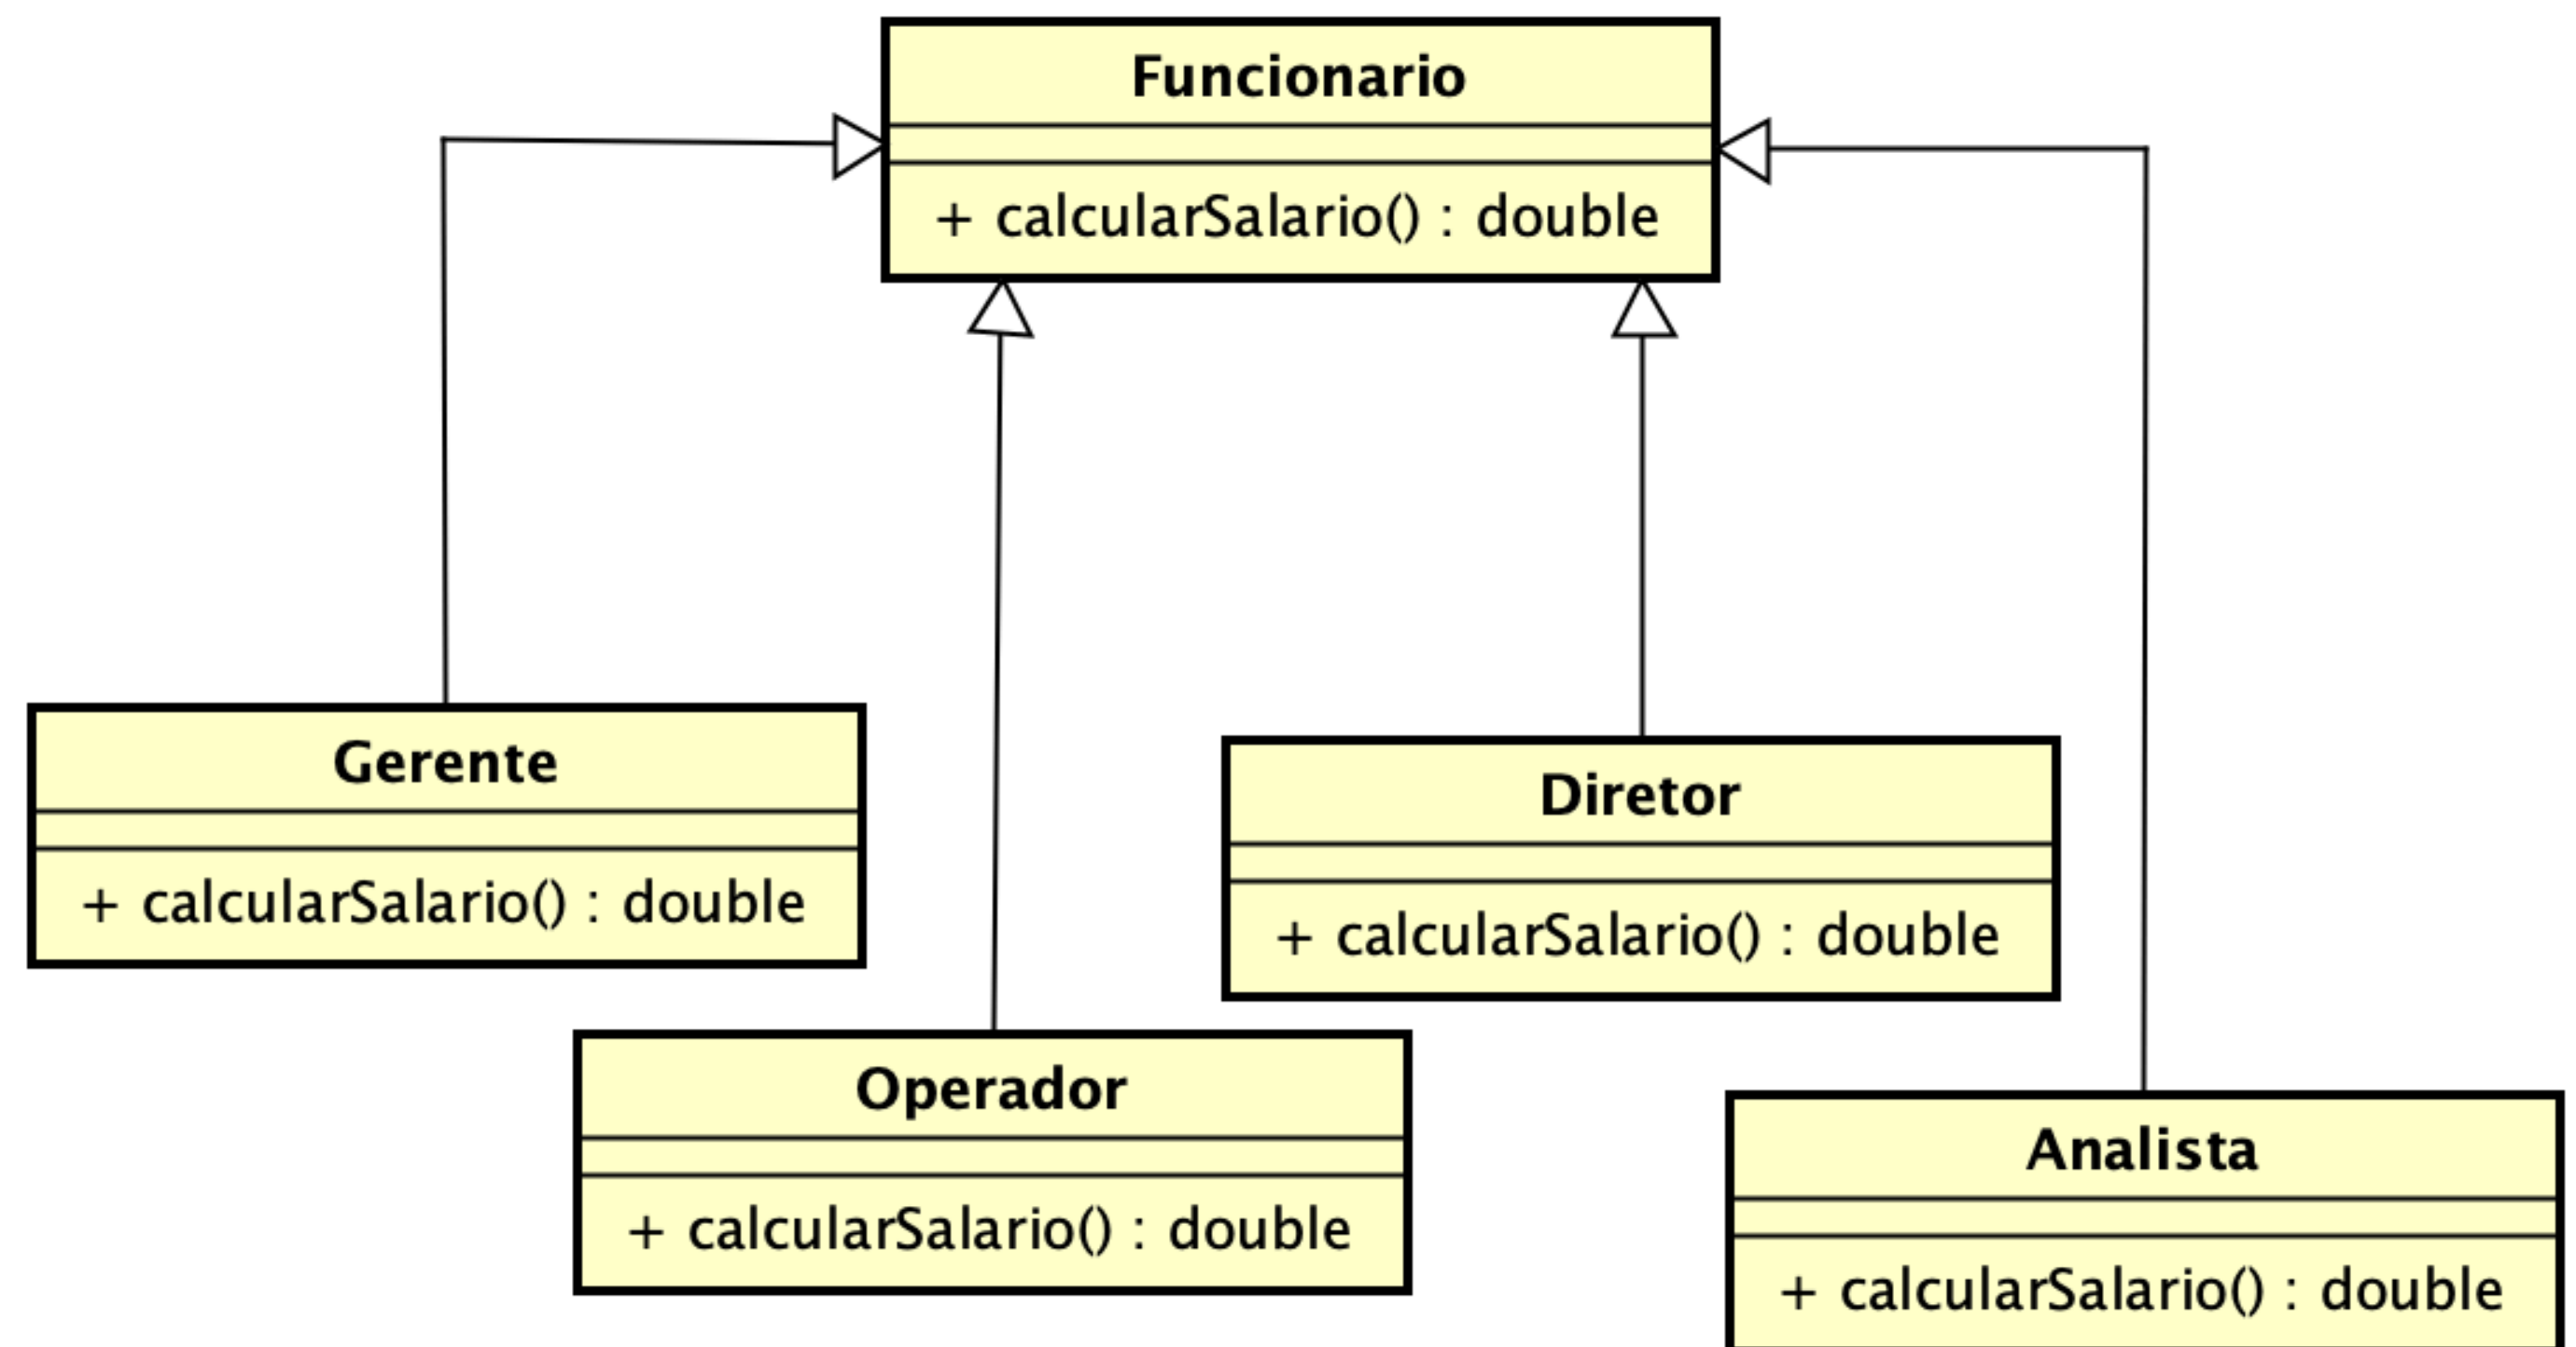 Funcionario
+ calcularSalario() : double
Gerente
+ calcularSalario() : double
Diretor
+ calcularSalario() : double
Operador
+ calcularSalario() : double
Analista
+ calcularSalario() : double